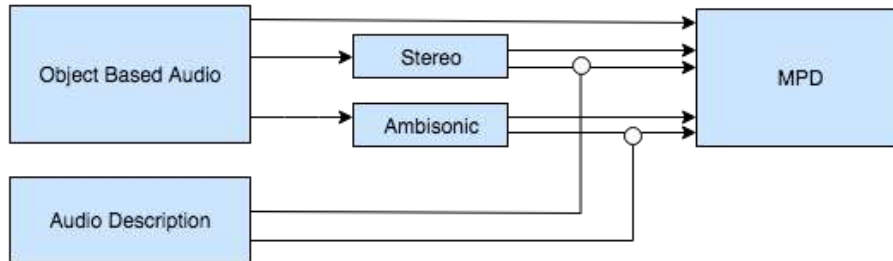 Object Based Audio
Stereo
MPD
Ambisonic
Audio Description